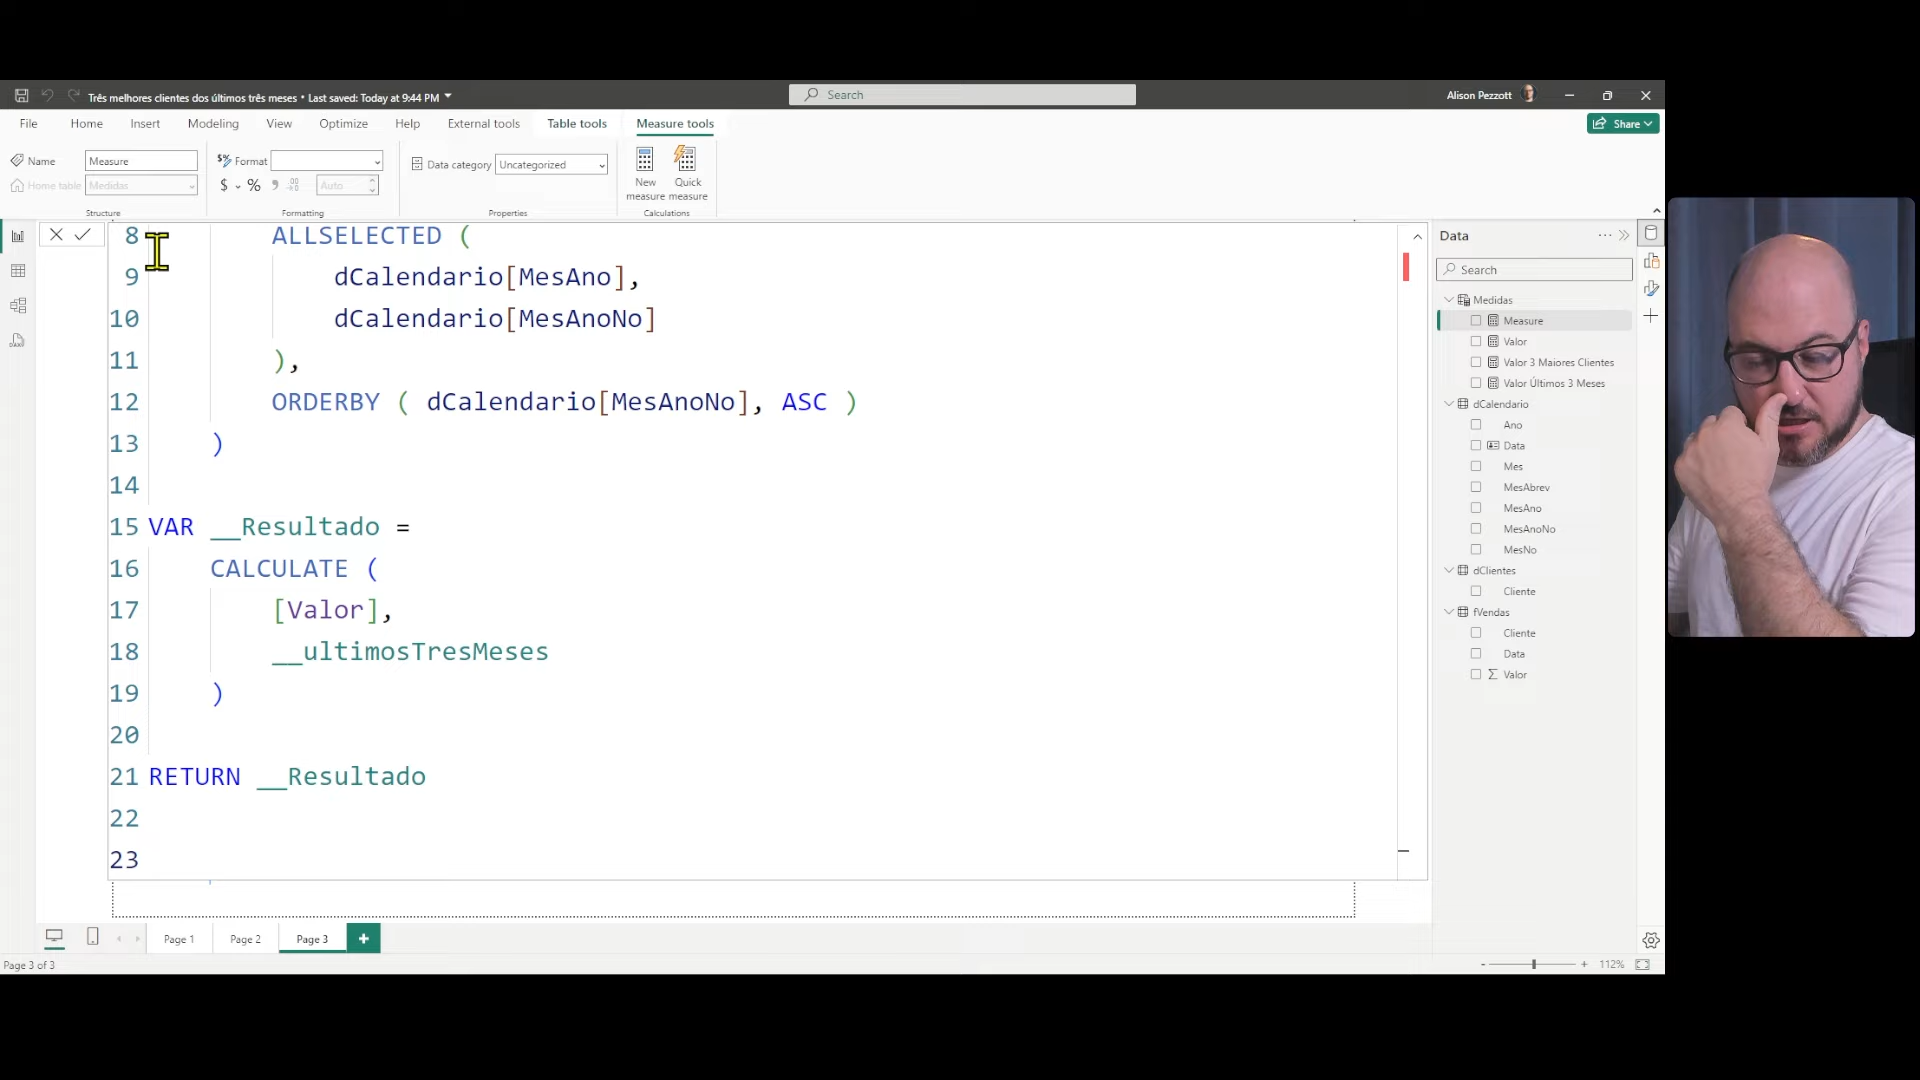 Três melhores clientes dos últimos três meses • Last saved: Today at 9:44 PM
Search
Alison Pezzott
File Home Insert Modeling View Optimize Help External tools Table tools Measure tools
Share
Name Measure
Format
Data category Uncategorized
New measure
Quick measure
Home table Medidas
$ % Auto
Structure Formatting Properties Calculations
8 ALLSELECTED (
9 dCalendario[MesAno],
10 dCalendario[MesAnoNo]
11 ),
12 ORDERBY ( dCalendario[MesAnoNo], ASC )
13 )
14
15 VAR __Resultado =
16 CALCULATE (
17 [Valor],
18 __ultimosTresMeses
19 )
20
21 RETURN __Resultado
22
23
Data
Search
Medidas
Measure
Valor
Valor 3 Maiores Clientes
Valor Últimos 3 Meses
dCalendario
Ano
Data
Mes
MesAbrev
MesAno
MesAnoNo
MesNo
dClientes
Cliente
fVendas
Cliente
Data
Σ Valor
Page 1 Page 2 Page 3 +
Page 3 of 3
- + 112%